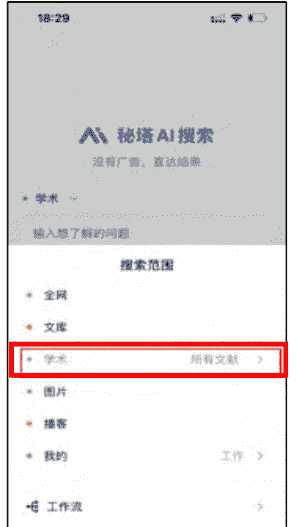 18:29
秘塔AI搜索
没有广告，直达结果
学术
输入想了解的问题
搜索范围
全网
文库
学术 所有文献 >
图片
播客
我的 工作 >
工作流 >